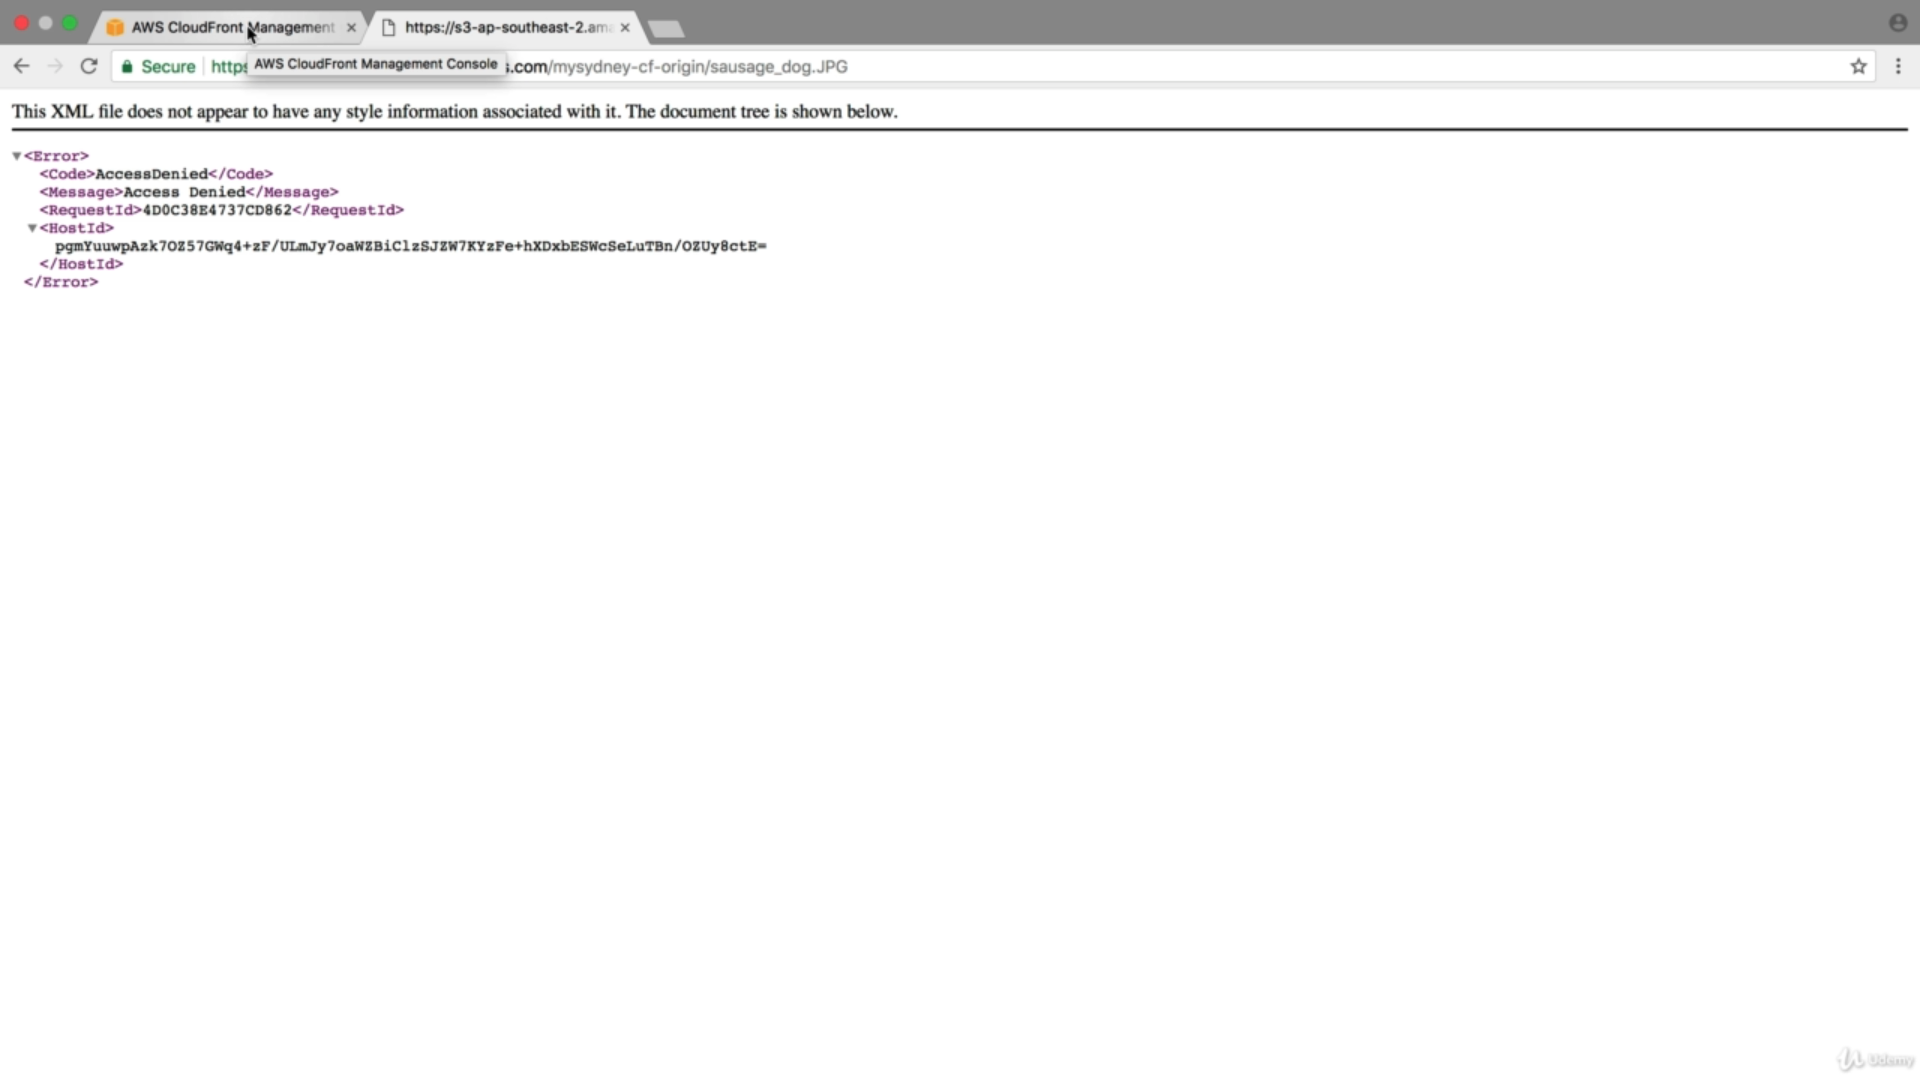 AWS CloudFront Management
https://s3-ap-southeast-2.ama
Secure
https
AWS CloudFront Management Console
s.com/mysydney-cf-origin/sausage_dog.JPG
This XML file does not appear to have any style information associated with it. The document tree is shown below.
<Error>
<Code>AccessDenied</Code>
<Message>Access Denied</Message>
<RequestId>4D0C38E4737CD862</RequestId>
<HostId>
pgmYuuwpAzk7OZ57GWq4+zF/ULmJy7oaWZBiClzSJZW7KYzFe+hXDxbESWcSeLuTBn/OZUy8ctE=
</HostId>
</Error>
Udemy